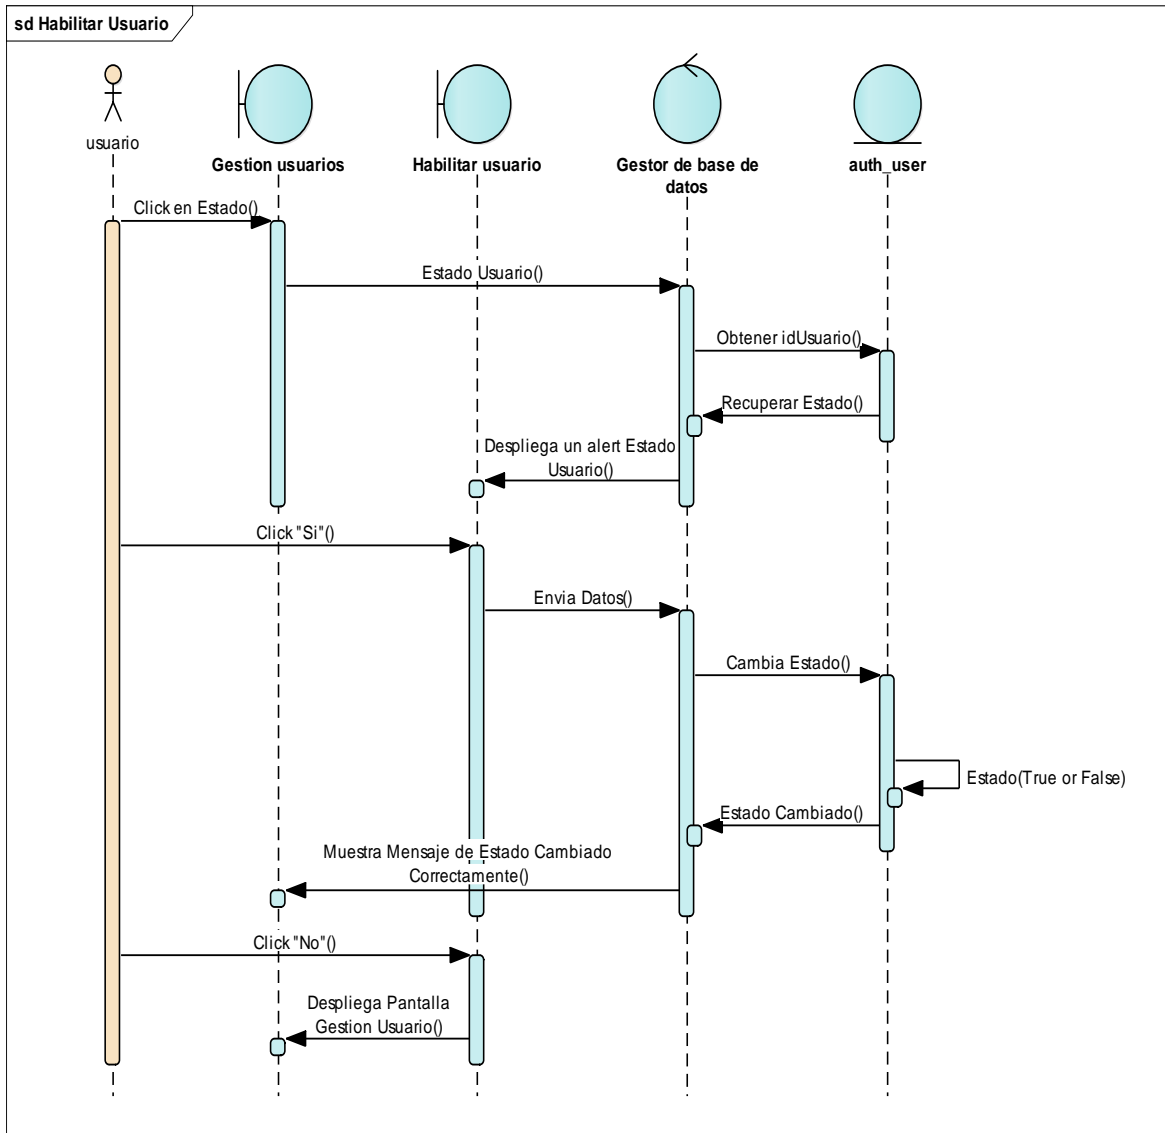 sd Habilitar Usuario
usuario
Gestion usuarios
Habilitar usuario
Gestor de base de
datos
auth_user
Click en Estado()
Estado Usuario()
Obtener idUsuario()
Recuperar Estado()
Despliega un alert Estado
Usuario()
Click "Si"()
Envia Datos()
Cambia Estado()
Estado(True or False)
Estado Cambiado()
Muestra Mensaje de Estado Cambiado
Correctamente()
Click "No"()
Despliega Pantalla
Gestion Usuario()